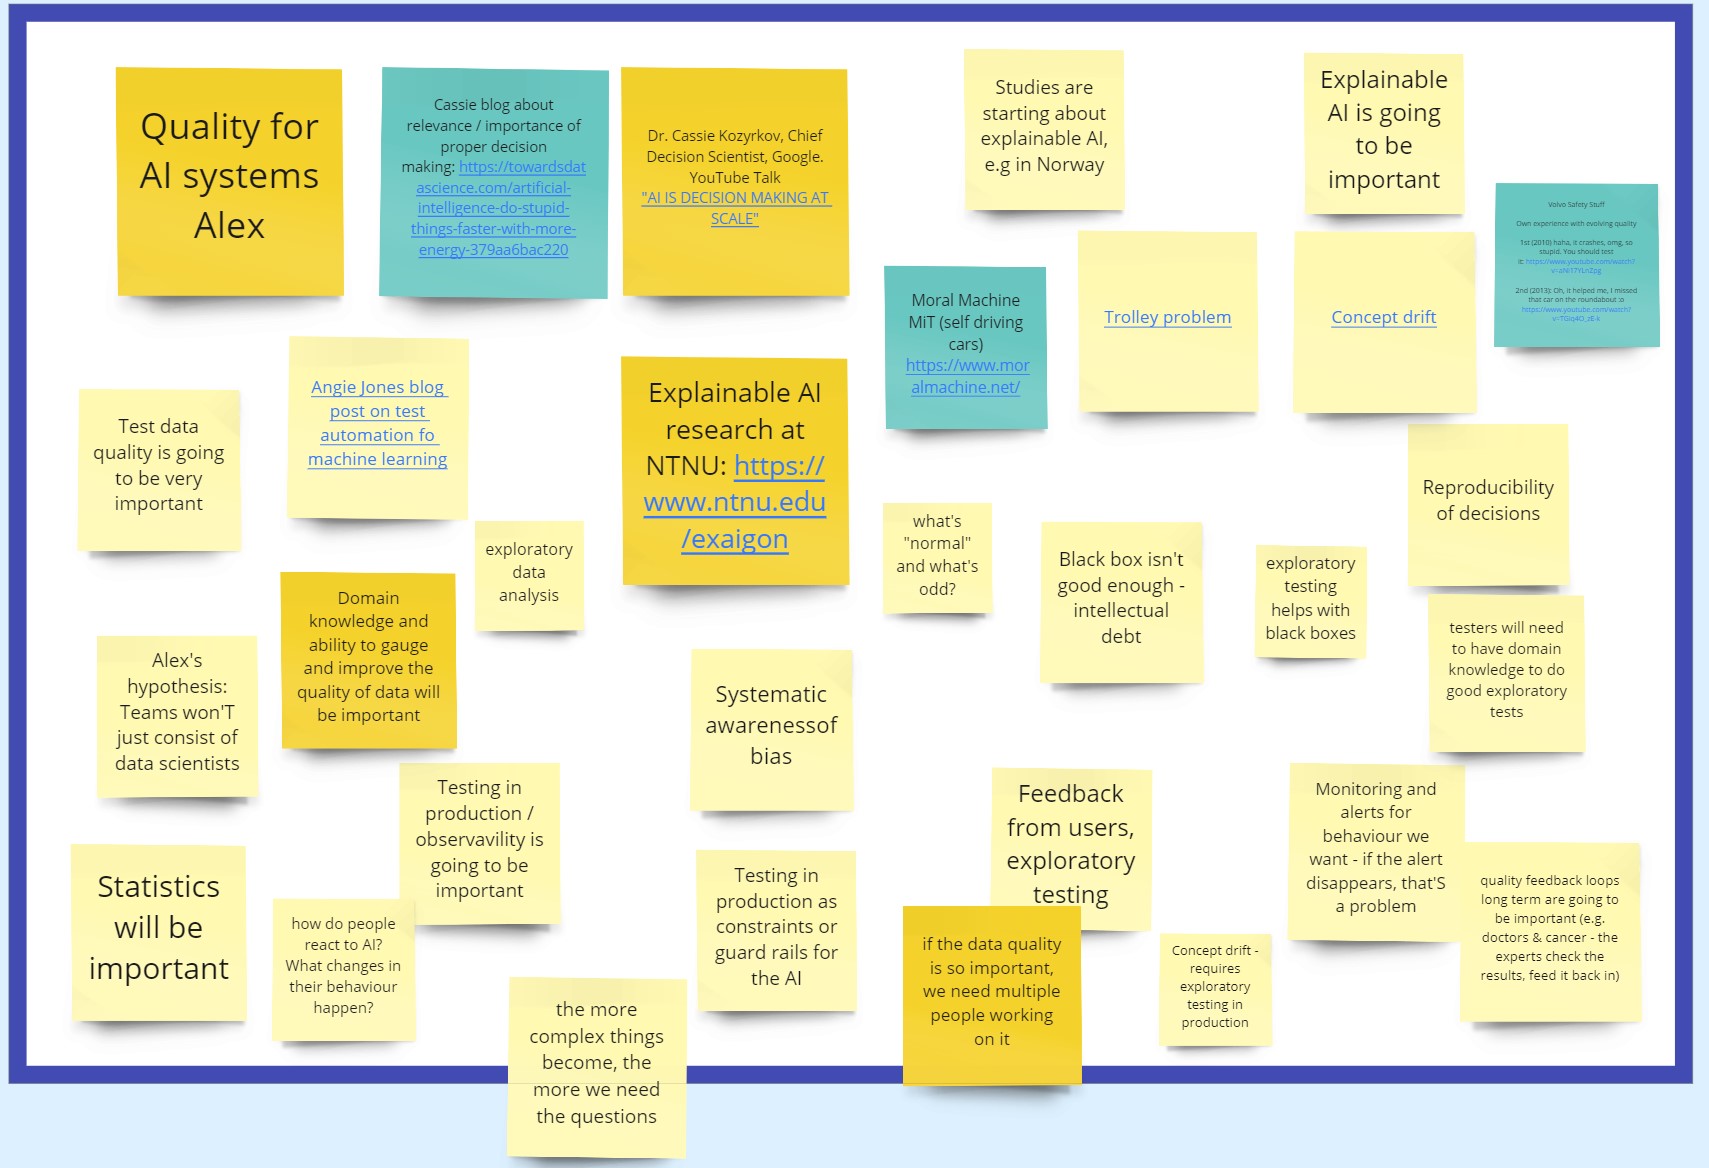 Quality for
AI systems
Alex
Cassie blog about
relevance / importance of
proper decision
making: https://towardsdat
ascience.com/artificial-
intelligence-do-stupid-
things-faster-with-more-
energy-379aa6bac220
Dr. Cassie Kozyrkov, Chief
Decision Scientist, Google.
YouTube Talk
"AI IS DECISION MAKING AT
SCALE"
Studies are
starting about
explainable AI,
e.g in Norway
Explainable
AI is going
to be
important
Volvo Safety Stuff
Own experience with evolving quality
1st (2010) haha, it crashes, omg, so
stupid. You should test
it: https://www.youtube.com/watch?
2nd (2013): Oh, it helped me, I missed
that car on the roundabout :o
https://www.youtube.com/watch?
Moral Machine
MiT (self driving
cars)
https://www.mor
almachine.net/
Trolley problem
Concept drift
Test data
quality is going
to be very
important
Angie Jones blog
post on test
automation fo
machine learning
Explainable AI
research at
NTNU: https://
www.ntnu.edu
/exaigon
exploratory
data
analysis
what's
"normal"
and what's
odd?
Black box isn't
good enough -
intellectual
debt
exploratory
testing
helps with
black boxes
Reproducibility
of decisions
Domain
knowledge and
ability to gauge
and improve the
quality of data will
be important
Alex's
hypothesis:
Teams won'T
just consist of
data scientists
Systematic
awarenessof
bias
testers will need
to have domain
knowledge to do
good exploratory
tests
Testing in
production /
observavility is
going to be
important
Feedback
from users,
exploratory
testing
Monitoring and
alerts for
behaviour we
want - if the alert
disappears, that'S
a problem
Statistics
will be
important
how do people
react to AI?
What changes in
their behaviour
happen?
Testing in
production as
constraints or
guard rails for
the AI
if the data quality
is so important,
we need multiple
people working
on it
Concept drift -
requires
exploratory
testing in
production
quality feedback loops
long term are going to
be important (e.g.
doctors & cancer - the
experts check the
results, feed it back in)
the more
complex things
become, the
more we need
the questions